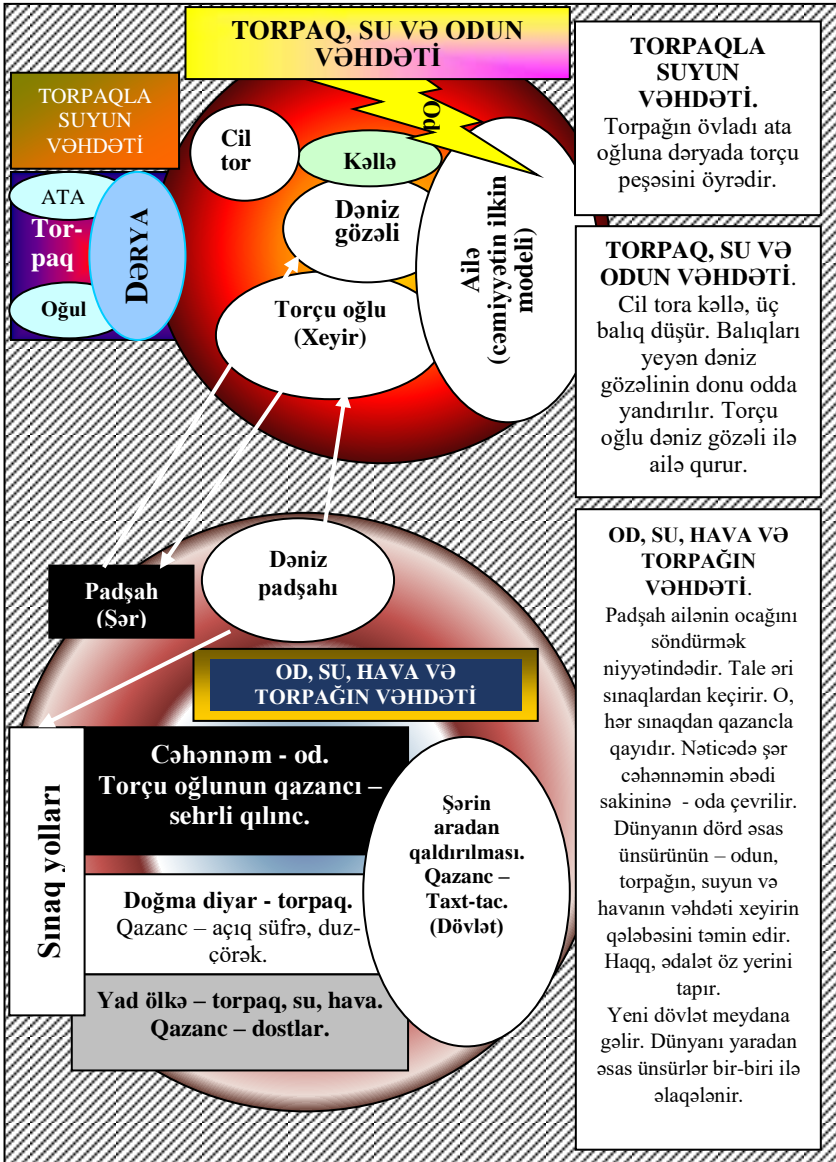 TORPAQ, SU VƏ ODUN
VƏHDƏTİ
TORPAQLA
SUYUN
VƏHDƏTİ
ATA
Tor-
paq
Oğul
DƏRYA
Cil
tor
Kəllə
Od
Dəniz
gözəli
Torçu oğlu
(Xeyir)
Ailə
(cəmiyyətin ilkin
modeli)
TORPAQLA
SUYUN
VƏHDƏTİ.
Torpağın övladı ata
oğluna dəryada torçu
peşəsini öyrədir.
TORPAQ, SU VƏ
ODUN VƏHDƏTİ.
Cil tora kəllə, üç
balıq düşür. Balıqları
yeyən dəniz
gözəlinin donu odda
yandırılır. Torçu
oğlu dəniz gözəli ilə
ailə qurur.
Padşah
(Şər)
Dəniz
padşahı
OD, SU, HAVA VƏ
TORPAĞIN VƏHDƏTİ
Sınaq yolları
Cəhənnəm - od.
Torçu oğlunun qazancı –
sehrli qılınc.
Doğma diyar - torpaq.
Qazanc – açıq süfrə, duz-
çörək.
Yad ölkə – torpaq, su, hava.
Qazanc – dostlar.
Şərin
aradan
qaldırılması.
Qazanc –
Taxt-tac.
(Dövlət)
OD, SU, HAVA VƏ
TORPAĞIN
VƏHDƏTİ.
Padşah ailənin ocağını
söndürmək
niyyətindədir. Tale əri
sınaqlardan keçirir. O,
hər sınaqdan qazancla
qayıdır. Nəticədə şər
cəhənnəmin əbədi
sakininə - oda çevrilir.
Dünyanın dörd əsas
ünsürünün – odun,
torpağın, suyun və
havanın vəhdəti xeyirin
qələbəsini təmin edir.
Haqq, ədalət öz yerini
tapır.
Yeni dövlət meydana
gəlir. Dünyanı yaradan
əsas ünsürlər bir-biri ilə
əlaqələnir.